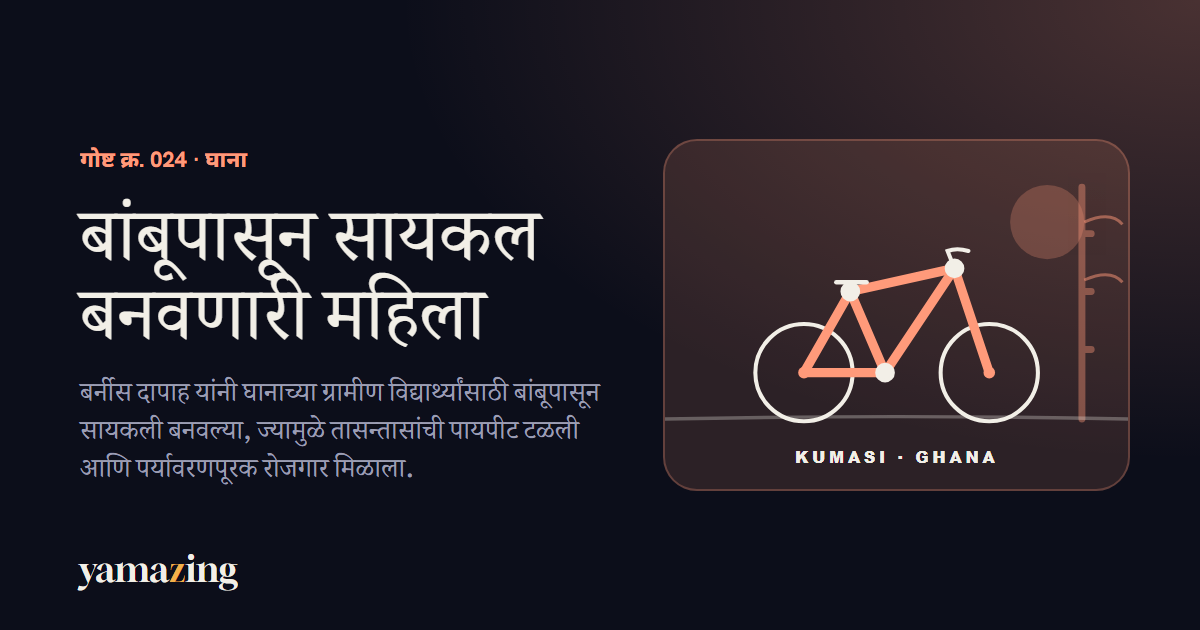 गोष्ट क्र. 024 · घाना
बांबूपासून सायकल
बनवणारी महिला
बर्नीस दापाह यांनी घानाच्या ग्रामीण विद्यार्थ्यांसाठी बांबूपासून
सायकली बनवल्या, ज्यामुळे तासन्तासांची पायपीट टळली
आणि पर्यावरणपूरक रोजगार मिळाला.
KUMASI · GHANA
yamazing